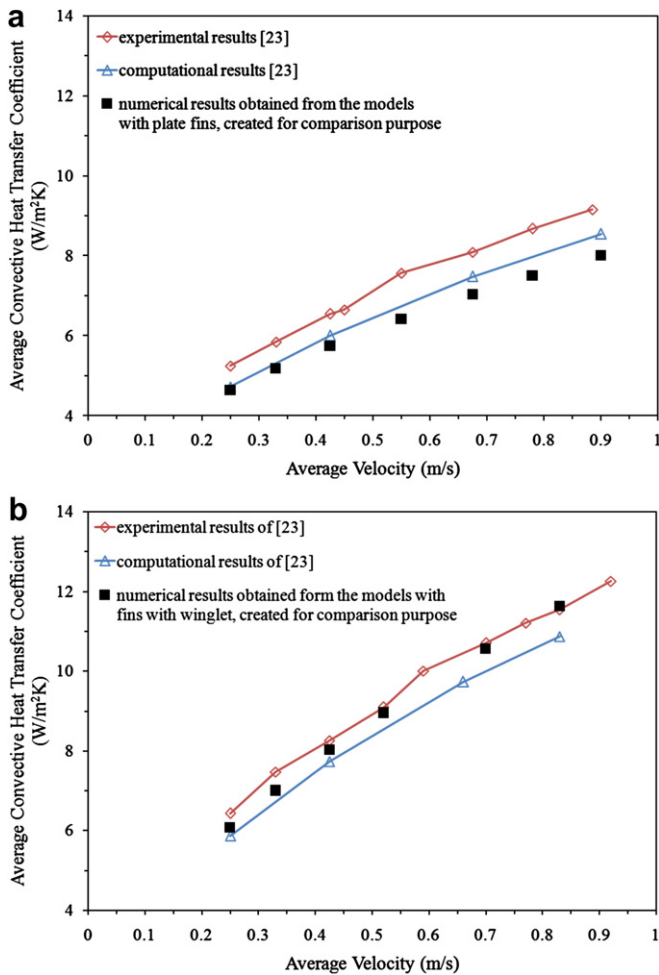 a
experimental results [23]
computational results [23]
numerical results obtained from the models
with plate fins, created for comparison purpose
Average Convective Heat Transfer Coefficient
(W/m²K)
14
12
10
8
6
4
0 0.1 0.2 0.3 0.4 0.5 0.6 0.7 0.8 0.9 1
Average Velocity (m/s)
b
experimental results of [23]
computational results of [23]
numerical results obtained form the models with
fins with winglet, created for comparison purpose
Average Convective Heat Transfer Coefficient
(W/m²K)
14
12
10
8
6
4
0 0.1 0.2 0.3 0.4 0.5 0.6 0.7 0.8 0.9 1
Average Velocity (m/s)